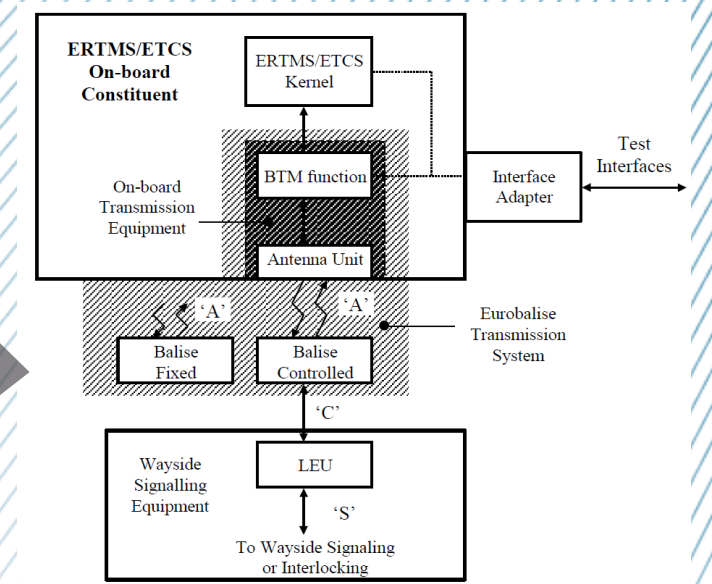 ERTMS/ETCS
On-board
Constituent
ERTMS/ETCS
Kernel
BTM function
On-board
Transmission
Equipment
Antenna Unit
Interface
Adapter
Test
Interfaces
‘A’
‘A’
Balise
Fixed
Balise
Controlled
Eurobalise
Transmission
System
‘C’
Wayside
Signalling
Equipment
LEU
‘S’
To Wayside Signaling
or Interlocking